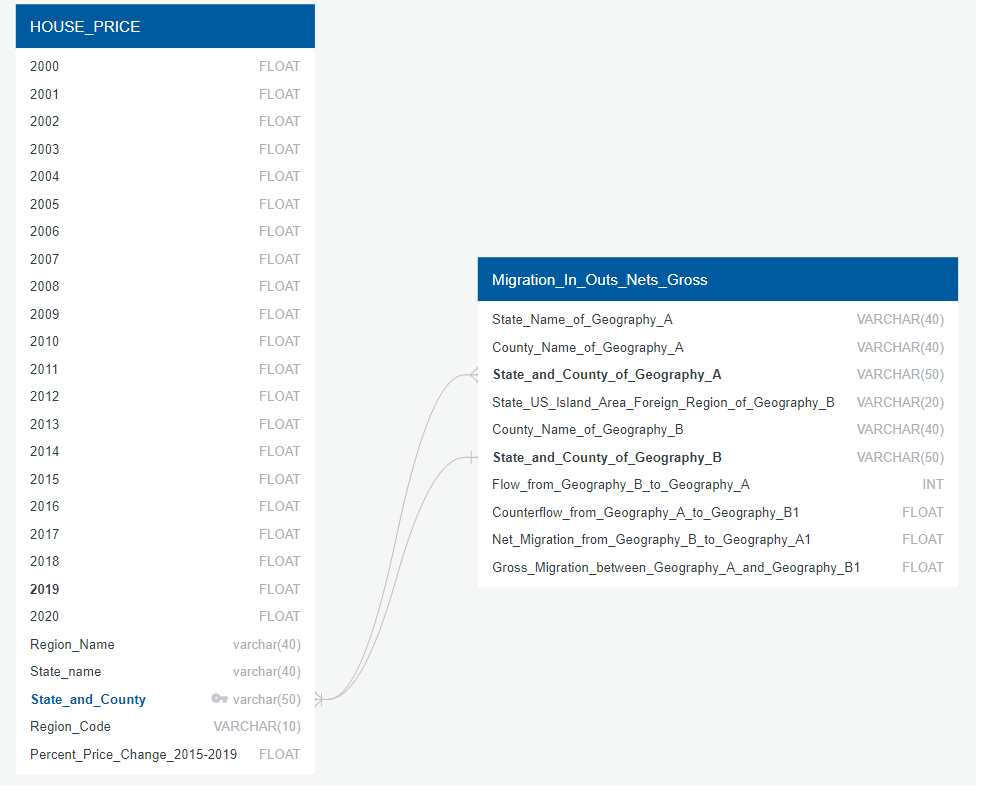 HOUSE_PRICE
2000 FLOAT
2001 FLOAT
2002 FLOAT
2003 FLOAT
2004 FLOAT
2005 FLOAT
2006 FLOAT
2007 FLOAT
2008 FLOAT
2009 FLOAT
2010 FLOAT
2011 FLOAT
2012 FLOAT
2013 FLOAT
2014 FLOAT
2015 FLOAT
2016 FLOAT
2017 FLOAT
2018 FLOAT
2019 FLOAT
2020 FLOAT
Region_Name varchar(40)
State_name varchar(40)
State_and_County varchar(50)
Region_Code VARCHAR(10)
Percent_Price_Change_2015-2019 FLOAT
Migration_In_Outs_Nets_Gross
State_Name_of_Geography_A VARCHAR(40)
County_Name_of_Geography_A VARCHAR(40)
State_and_County_of_Geography_A VARCHAR(50)
State_US_Island_Area_Foreign_Region_of_Geography_B VARCHAR(20)
County_Name_of_Geography_B VARCHAR(40)
State_and_County_of_Geography_B VARCHAR(50)
Flow_from_Geography_B_to_Geography_A INT
Counterflow_from_Geography_A_to_Geography_B1 FLOAT
Net_Migration_from_Geography_B_to_Geography_A1 FLOAT
Gross_Migration_between_Geography_A_and_Geography_B1 FLOAT